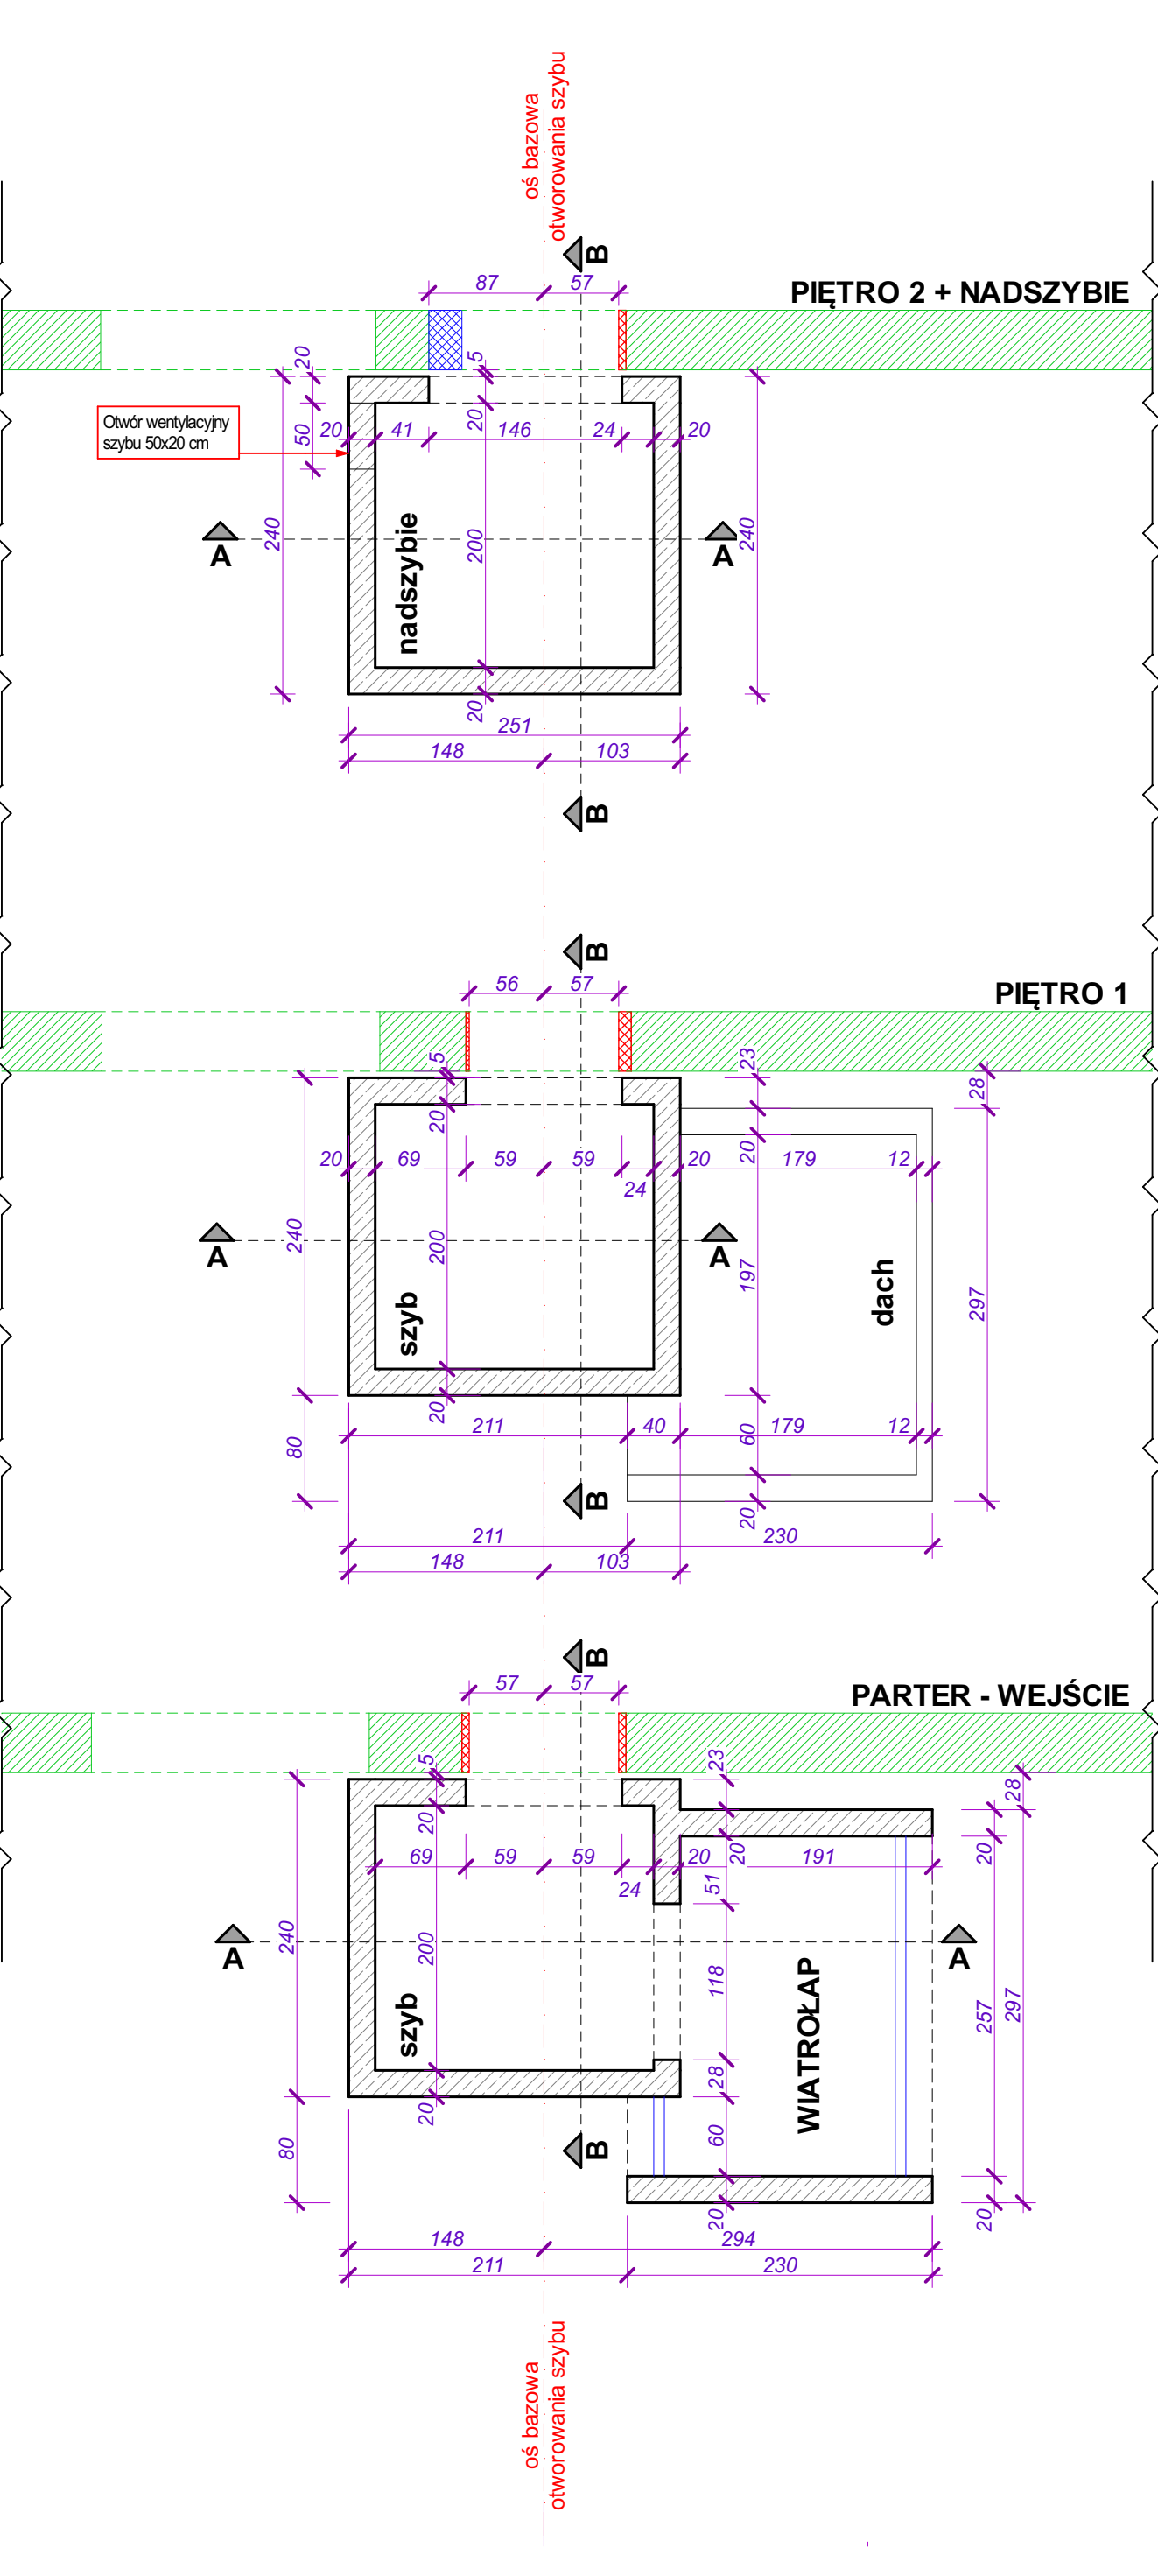 oś bazowa
otworowania szybu
B
87 57
PIĘTRO 2 + NADSZYBIE
20
5
Otwór wentylacyjny
szybu 50x20 cm
50
20 41 20 146 24 20
240
nadszybie
200
240
A
A
20
251
148 103
B
B
56 57
PIĘTRO 1
5
23
28
20
20
20 69 59 59 20 179 12
24
240
200
197
A
A
szyb
dach
297
20
211 40 179 12
80
60
B
20
211 230
148 103
B
57 57
PARTER - WEJŚCIE
5
23
28
20
20
20
69 59 59 20 191
24
51
240
200
118
A
A
szyb
WIATROŁAP
257
297
28
20
80
60
B
20
20
148 294
211 230
oś bazowa
otworowania szybu